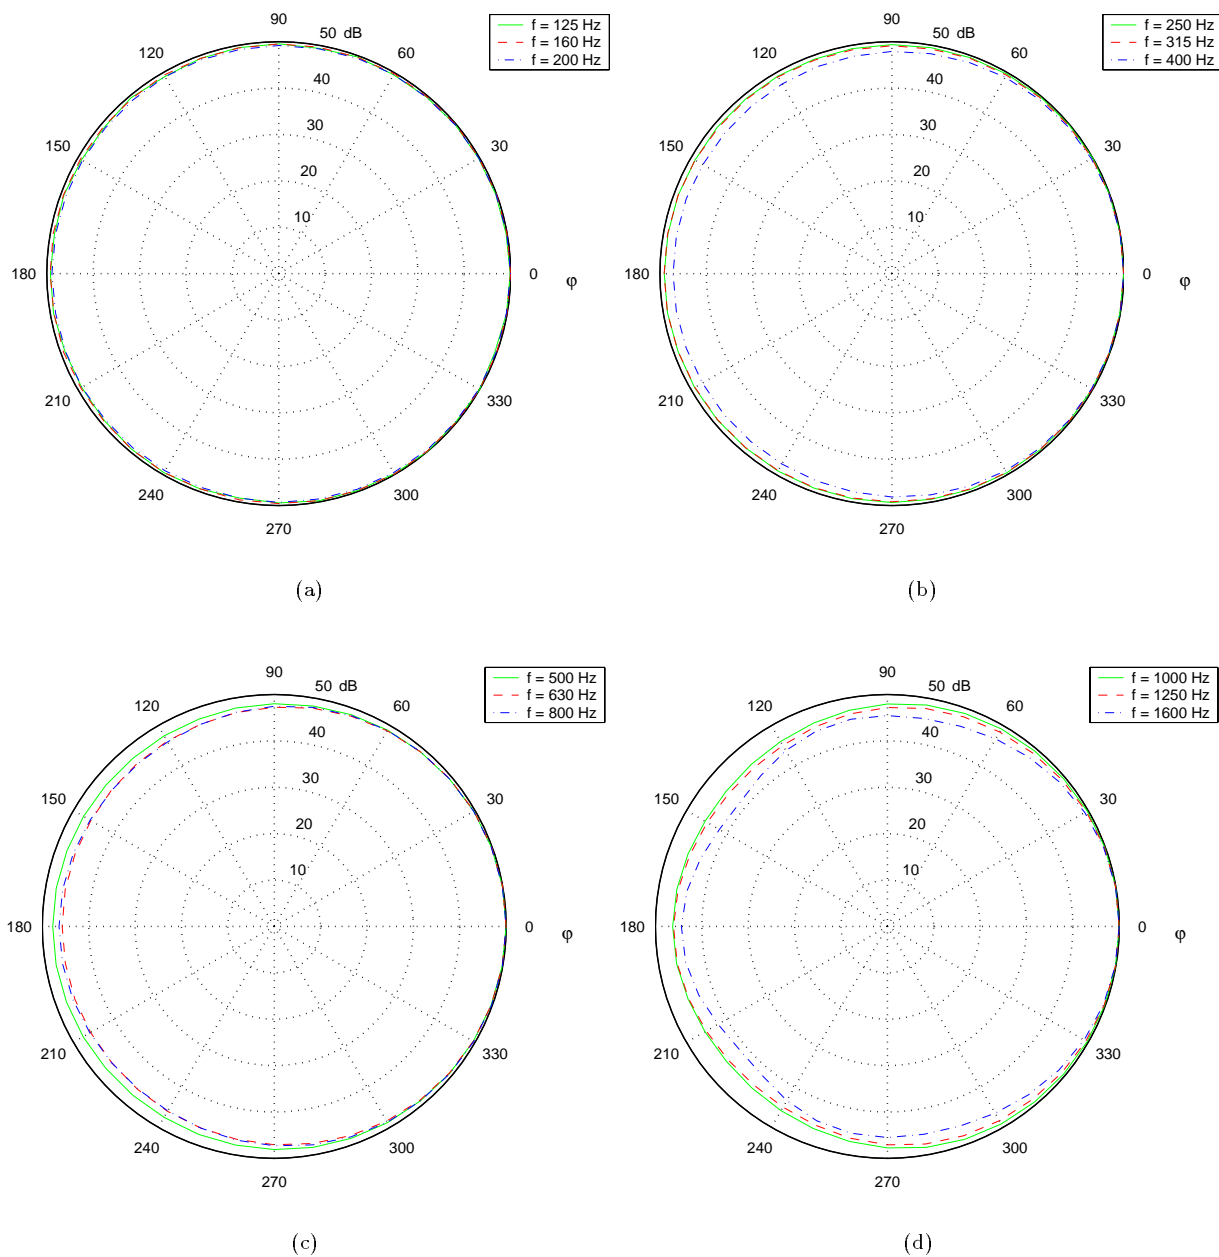 90
50 dB
120
60
40
30
20
10
150
30
180
0
φ
210
330
240
300
270
f = 125 Hz
f = 160 Hz
f = 200 Hz
(a)
90
50 dB
120
60
40
30
20
10
150
30
180
0
φ
210
330
240
300
270
f = 250 Hz
f = 315 Hz
f = 400 Hz
(b)
90
50 dB
120
60
40
30
20
10
150
30
180
0
φ
210
330
240
300
270
f = 500 Hz
f = 630 Hz
f = 800 Hz
(c)
90
50 dB
120
60
40
30
20
10
150
30
180
0
φ
210
330
240
300
270
f = 1000 Hz
f = 1250 Hz
f = 1600 Hz
(d)